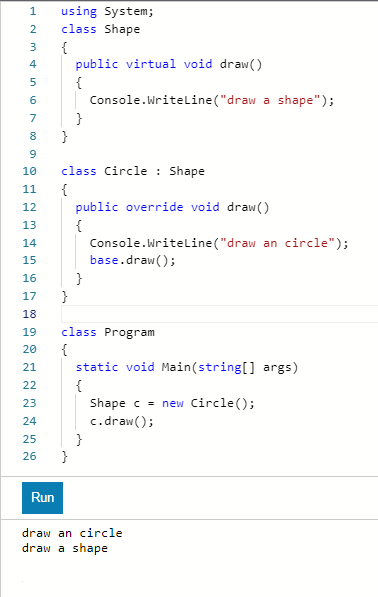 1 using System;
2 class Shape
3 {
4 public virtual void draw()
5 {
6 Console.WriteLine("draw a shape");
7 }
8 }
9
10 class Circle : Shape
11 {
12 public override void draw()
13 {
14 Console.WriteLine("draw an circle");
15 base.draw();
16 }
17 }
18
19 class Program
20 {
21 static void Main(string[] args)
22 {
23 Shape c = new Circle();
24 c.draw();
25 }
26 }
Run
draw an circle
draw a shape